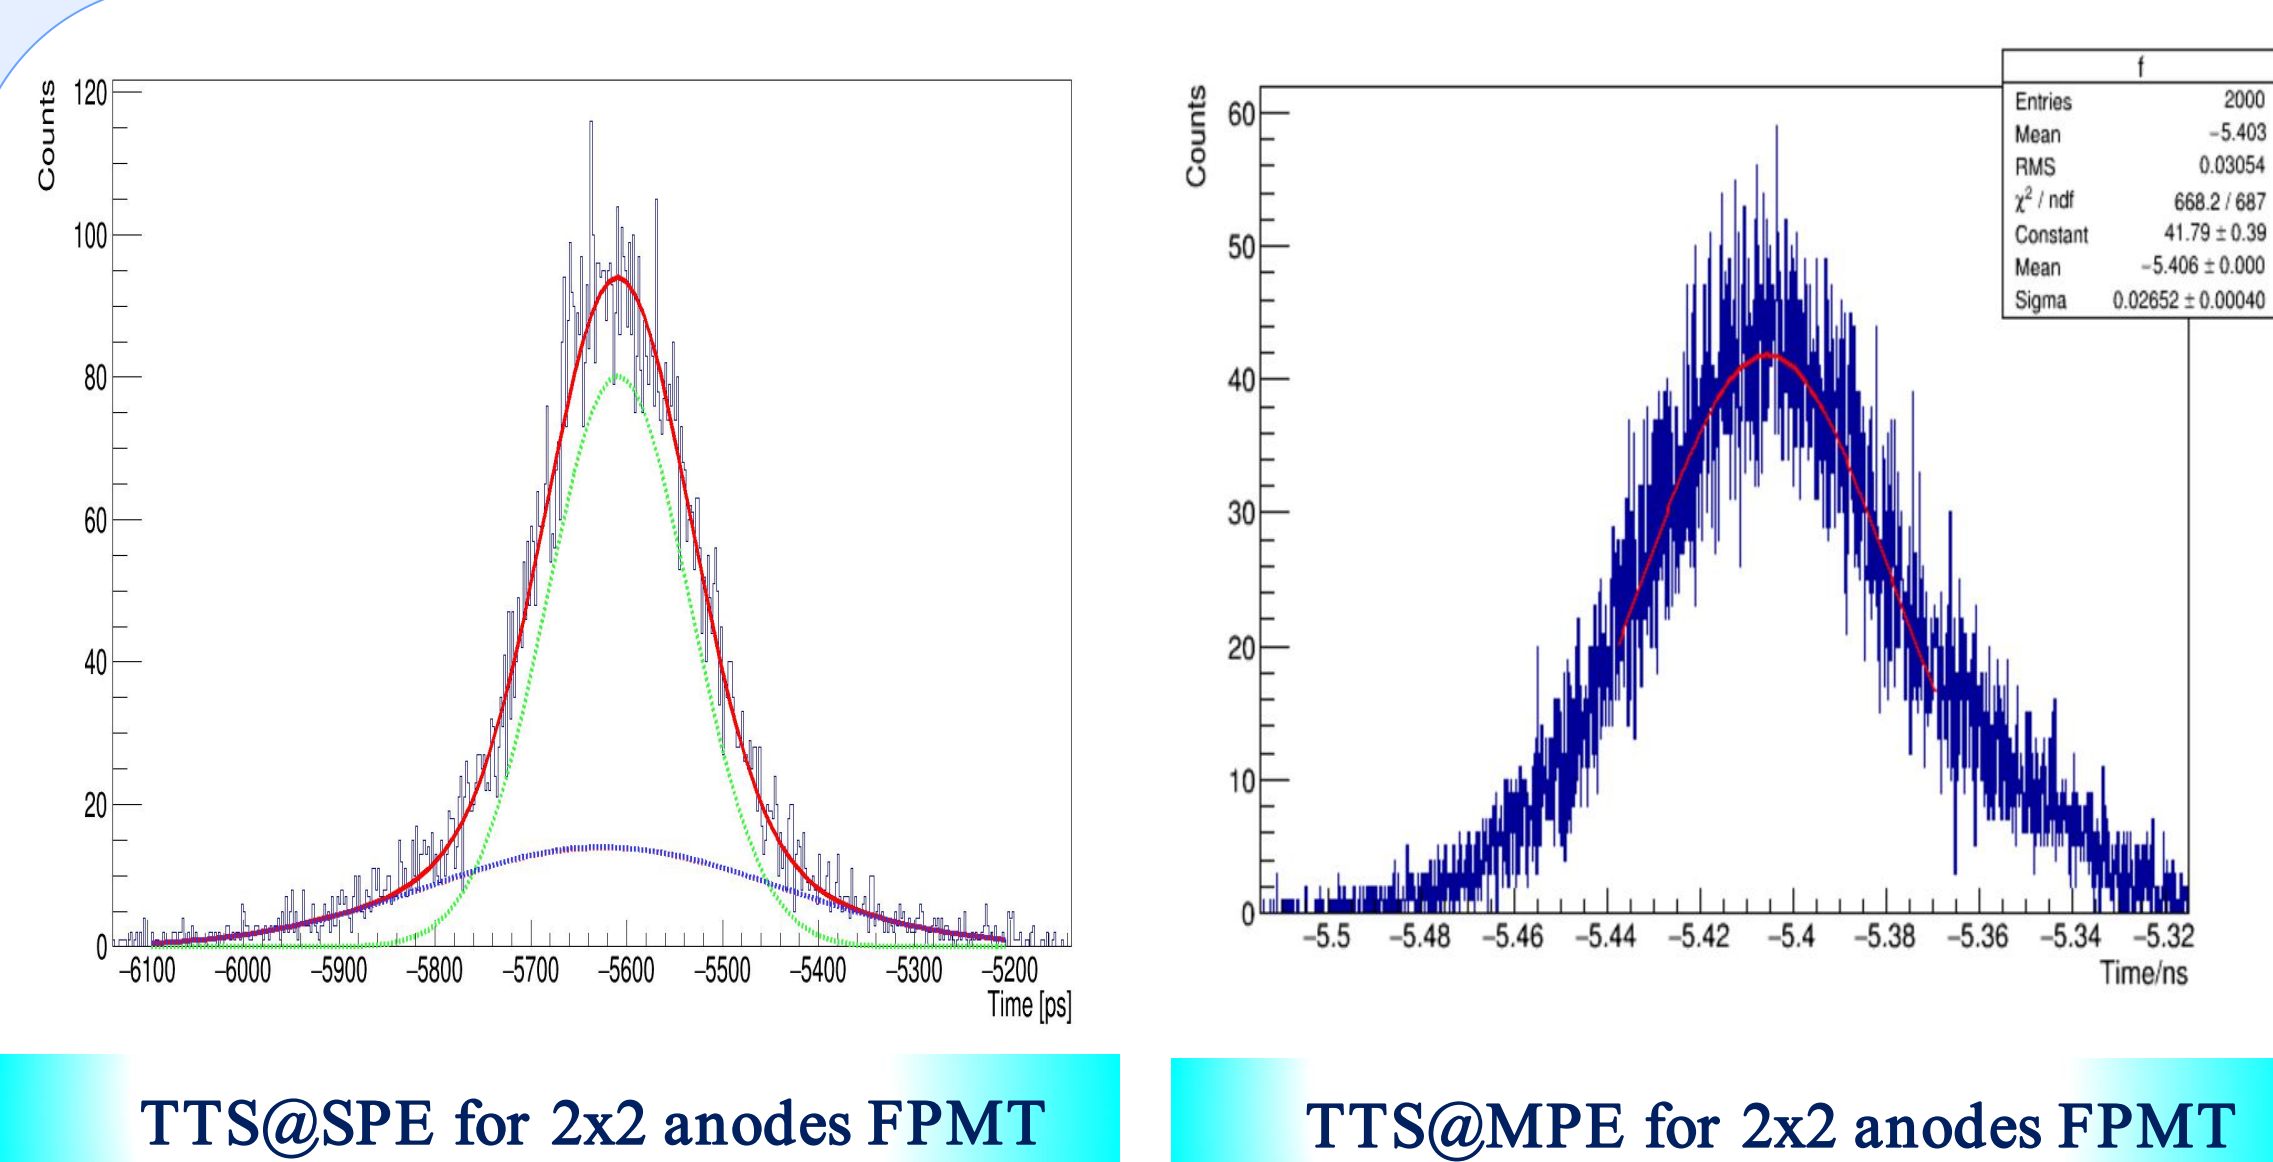 Counts
120
100
80
60
40
20
0
−6100 −6000 −5900 −5800 −5700 −5600 −5500 −5400 −5300 −5200
Time [ps]
TTS@SPE for 2x2 anodes FPMT
Counts
60
50
40
30
20
10
0
−5.5 −5.48 −5.46 −5.44 −5.42 −5.4 −5.38 −5.36 −5.34 −5.32
Time/ns
f
Entries 2000
Mean −5.403
RMS 0.03054
χ² / ndf 668.2 / 687
Constant 41.79 ± 0.39
Mean −5.406 ± 0.000
Sigma 0.02652 ± 0.00040
TTS@MPE for 2x2 anodes FPMT